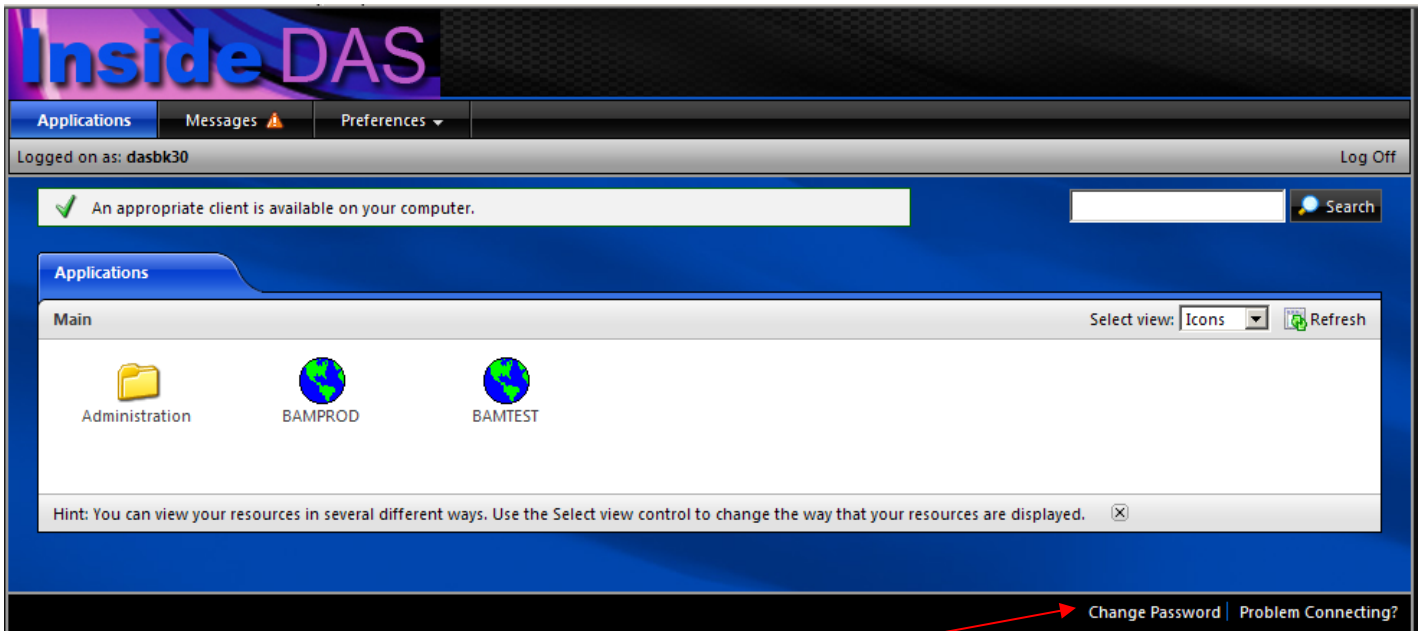 Inside DAS
Applications Messages Preferences
Logged on as: dasbk30 Log Off
An appropriate client is available on your computer. Search
Applications
Main Select view: Icons Refresh
Administration BAMPROD BAMTEST
Hint: You can view your resources in several different ways. Use the Select view control to change the way that your resources are displayed.
Change Password | Problem Connecting?